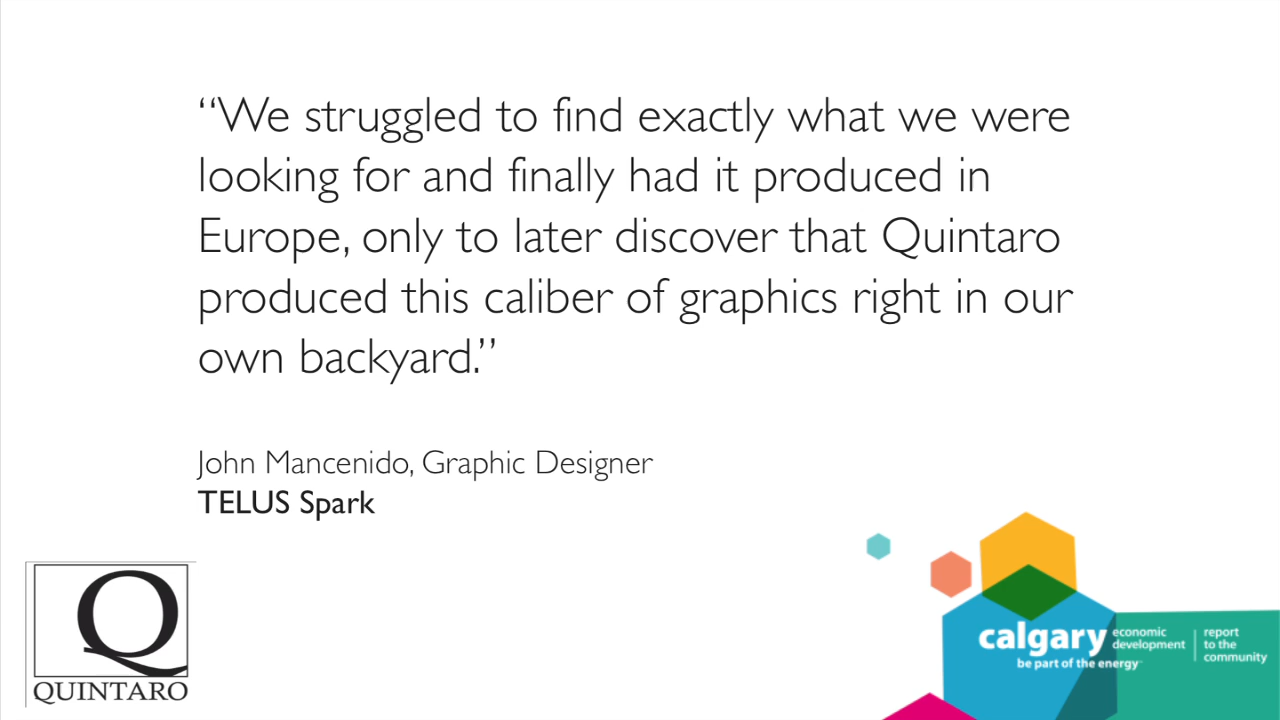 “We struggled to find exactly what we were
looking for and finally had it produced in
Europe, only to later discover that Quintaro
produced this caliber of graphics right in our
own backyard.”
John Mancenido, Graphic Designer
TELUS Spark
Q
QUINTARO
calgary
economic
development
be part of the energy
report
to the
community